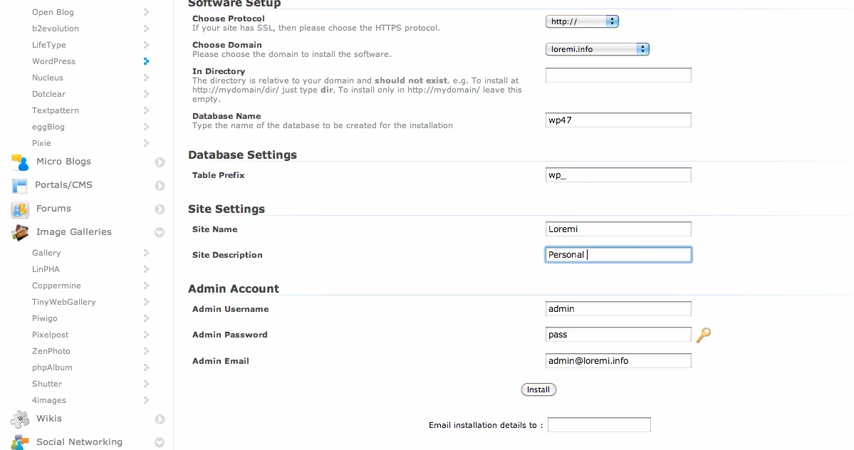 Open Blog
b2evolution
LifeType
WordPress
Nucleus
Dotclear
Textpattern
eggBlog
Pixie
Micro Blogs
Portals/CMS
Forums
Image Galleries
Gallery
LinPHA
Coppermine
TinyWebGallery
Piwigo
Pixelpost
ZenPhoto
phpAlbum
Shutter
4images
Wikis
Social Networking
Software Setup
Choose Protocol
If your site has SSL, then please choose the HTTPS protocol.
http://
Choose Domain
Please choose the domain to install the software.
loremi.info
In Directory
The directory is relative to your domain and should not exist. e.g. To install at
http://mydomain/dir/ just type dir. To install only in http://mydomain/ leave this
empty.
Database Name
Type the name of the database to be created for the installation
wp47
Database Settings
Table Prefix
wp_
Site Settings
Site Name
Loremi
Site Description
Personal
Admin Account
Admin Username
admin
Admin Password
pass
Admin Email
admin@loremi.info
Install
Email installation details to :